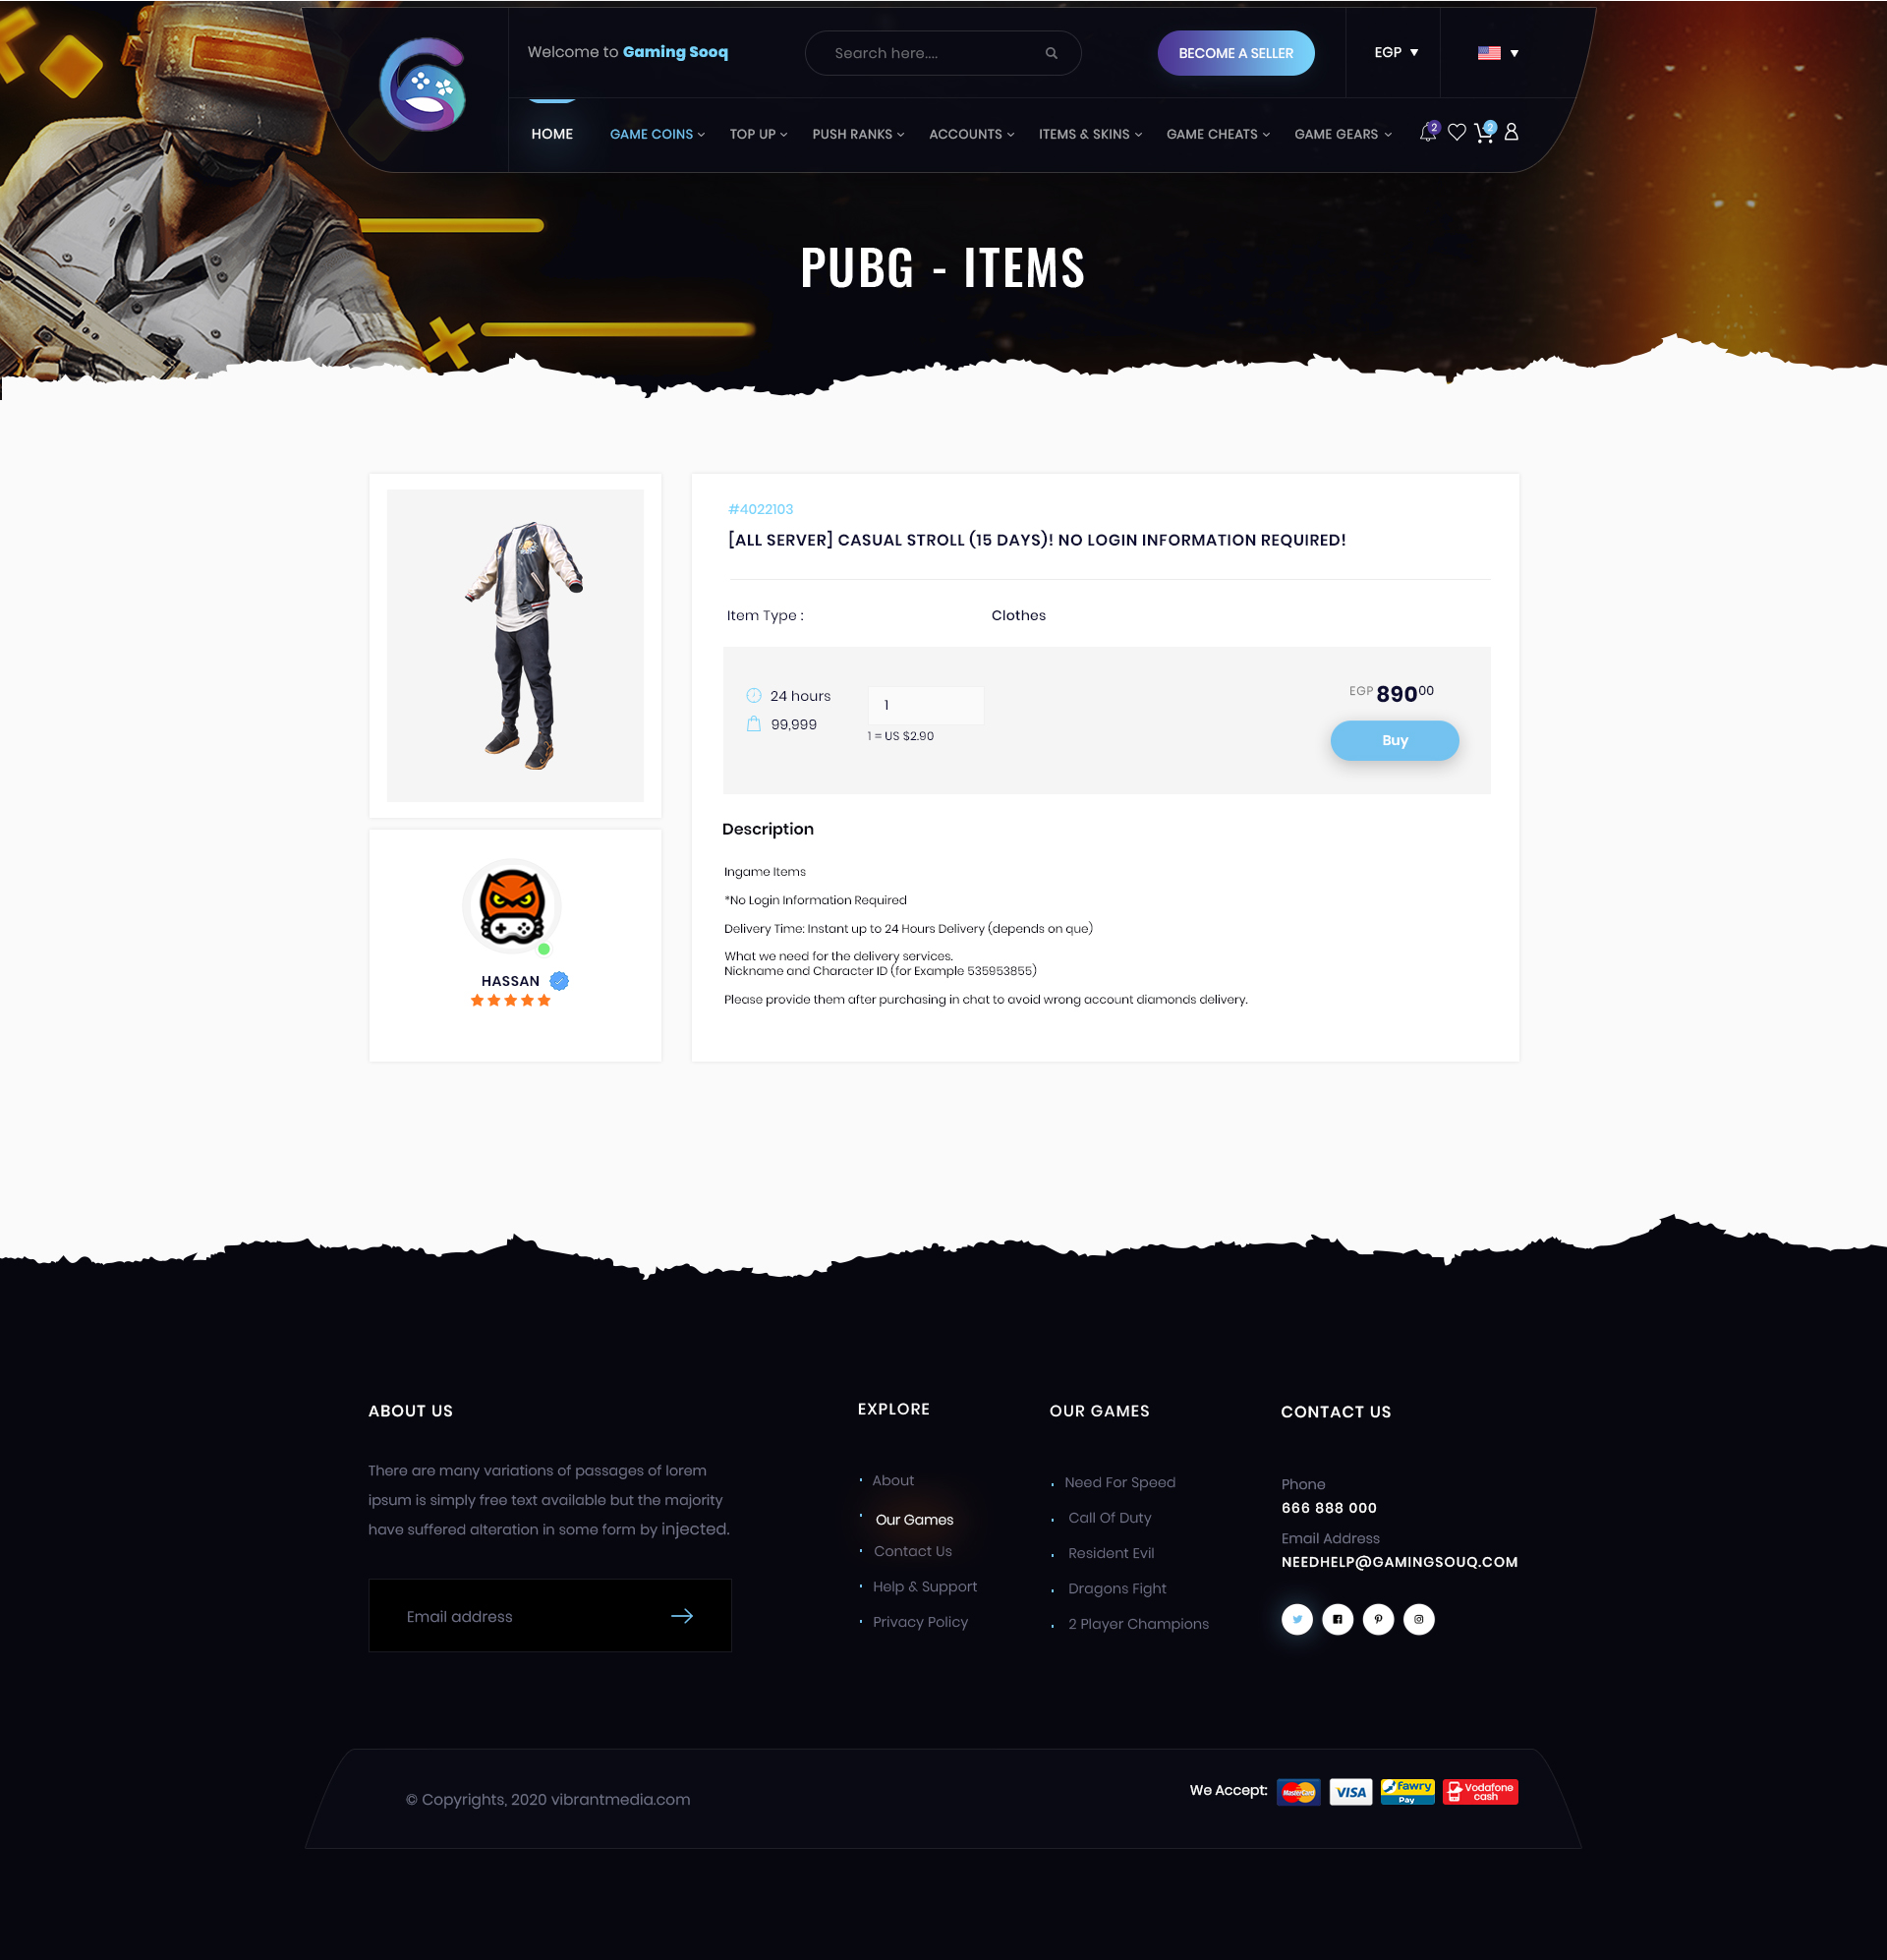 Welcome to Gaming Sooq
Search here....
BECOME A SELLER
EGP
HOME
GAME COINS
TOP UP
PUSH RANKS
ACCOUNTS
ITEMS & SKINS
GAME CHEATS
GAME GEARS
2
2
PUBG - ITEMS
#4022103
[ALL SERVER] CASUAL STROLL (15 DAYS)! NO LOGIN INFORMATION REQUIRED!
Item Type :
Clothes
24 hours
99,999
1
1 = US $2.90
EGP 890 00
Buy
Description
Ingame Items
*No Login Information Required
Delivery Time: Instant up to 24 Hours Delivery (depends on que)
What we need for the delivery services.
Nickname and Character ID (for Example 535953855)
Please provide them after purchasing in chat to avoid wrong account diamonds delivery.
HASSAN
ABOUT US
There are many variations of passages of lorem
ipsum is simply free text available but the majority
have suffered alteration in some form by injected.
Email address
EXPLORE
About
Our Games
Contact Us
Help & Support
Privacy Policy
OUR GAMES
Need For Speed
Call Of Duty
Resident Evil
Dragons Fight
2 Player Champions
CONTACT US
Phone
666 888 000
Email Address
NEEDHELP@GAMINGSOUQ.COM
© Copyrights, 2020 vibrantmedia.com
We Accept:
MasterCard
VISA
fawry
Pay
Vodafone
cash